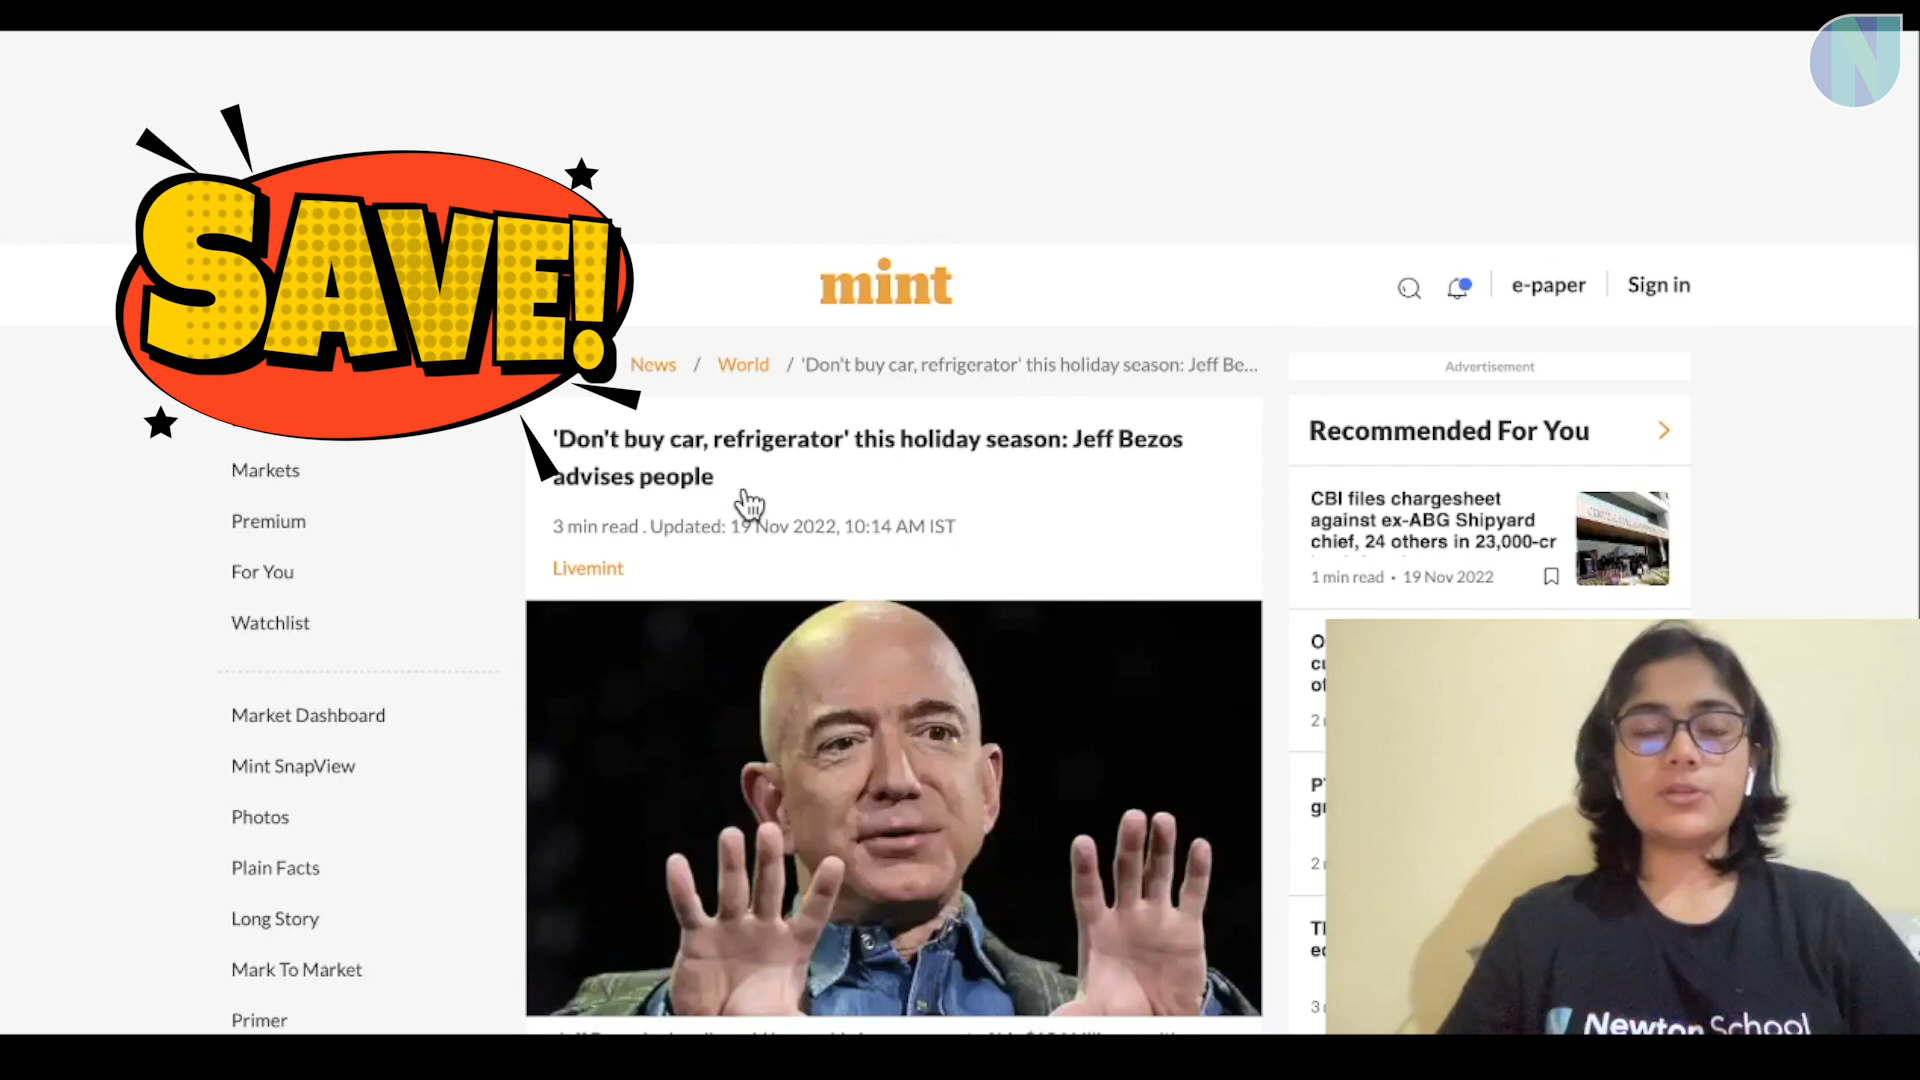 N
SAVE!
mint
e-paper
Sign in
News / World / 'Don't buy car, refrigerator' this holiday season: Jeff Be...
Advertisement
'Don't buy car, refrigerator' this holiday season: Jeff Bezos
advises people
3 min read . Updated: 19 Nov 2022, 10:14 AM IST
Livemint
Markets
Premium
For You
Watchlist
Market Dashboard
Mint SnapView
Photos
Plain Facts
Long Story
Mark To Market
Primer
Recommended For You
CBI files chargesheet
against ex-ABG Shipyard
chief, 24 others in 23,000-cr
1 min read • 19 Nov 2022
Newton School